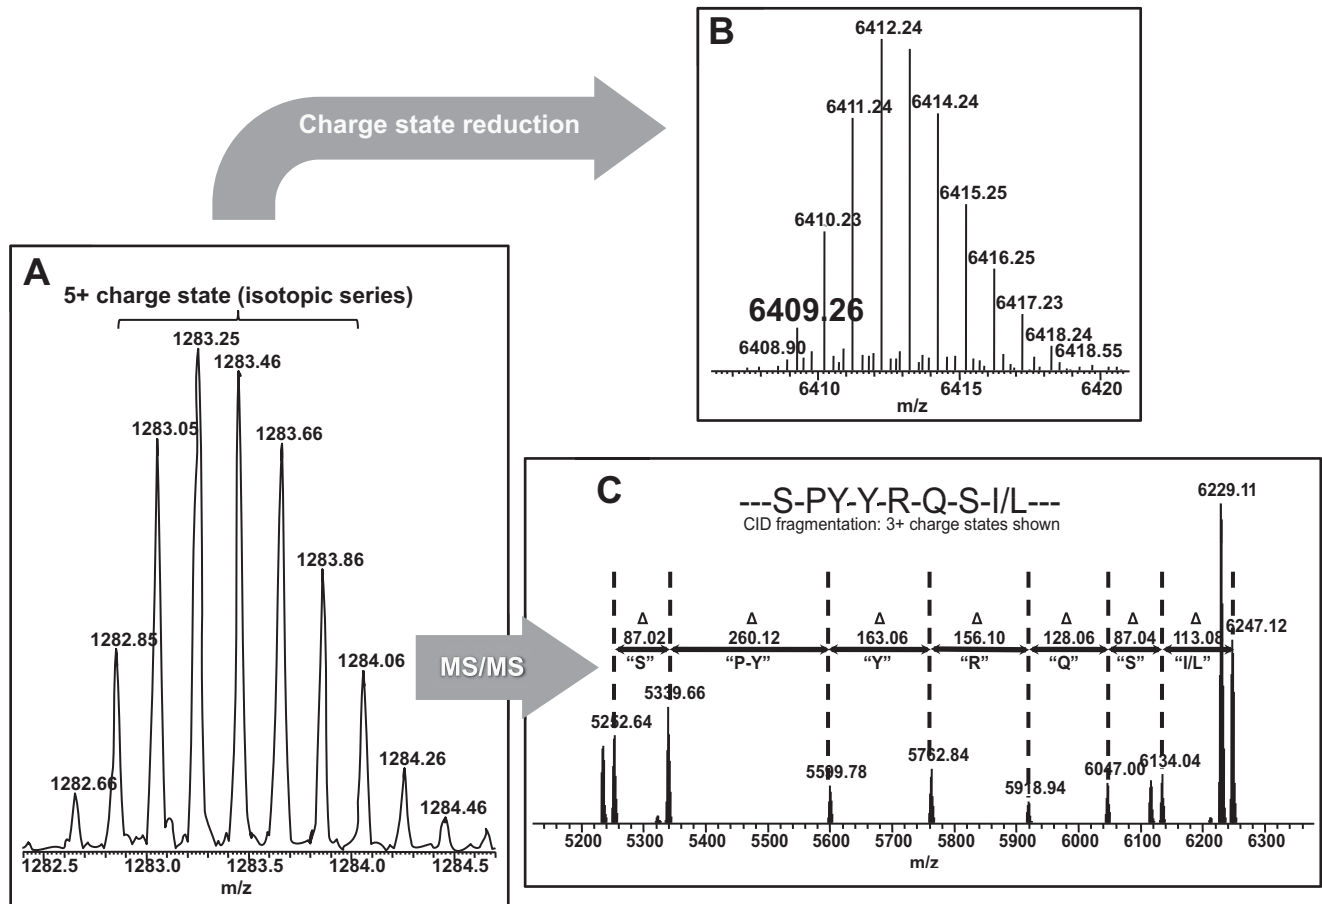 B
6412.24
6411.24
6414.24
6415.25
6410.23
6416.25
6409.26
6417.23
6418.24
6408.90
6418.55
6410
6415
6420
m/z
Charge state reduction
A
5+ charge state (isotopic series)
1283.25
1283.46
1283.05
1283.66
1283.86
1282.85
1284.06
1284.26
1282.66
1284.46
1282.5
1283.0
1283.5
1284.0
1284.5
m/z
MS/MS
C
---S-PY-Y-R-Q-S-I/L---
CID fragmentation: 3+ charge states shown
6229.11
6247.12
Δ Δ Δ Δ Δ Δ Δ
87.02 260.12 163.06 156.10 128.06 87.04 113.08
“S” “P-Y” “Y” “R” “Q” “S” “I/L”
5339.66
5252.64
5762.84
5599.78
5918.94
6047.00
6134.04
5200 5300 5400 5500 5600 5700 5800 5900 6000 6100 6200 6300
m/z